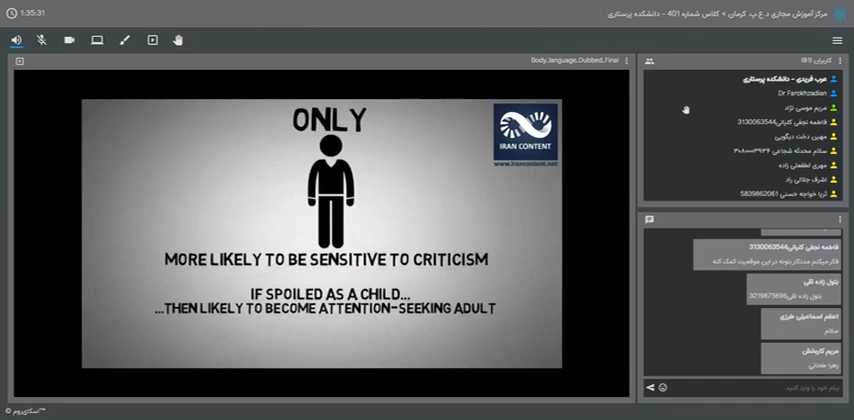 1:35:31
مرکز آموزش مجازی د.ع.پ. کرمان > کلاس شماره 401 - دانشکده پرستاری
Body_language_Dubbed_Final
ONLY
IRAN CONTENT
www.irancontent.net
MORE LIKELY TO BE SENSITIVE TO CRITICISM
IF SPOILED AS A CHILD...
...THEN LIKELY TO BECOME ATTENTION-SEEKING ADULT
کاربران (81)
عرب فریدی - دانشکده پرستاری
Dr Farokhzadian
مریم موسی نژاد
فاطمه نجفی کلیانی3130063544
مهین دخت دیگویی
سلام محدثه شجاعی
مهری لطفعلی زاده
اشرف جلالی راد
ثریا خواجه حسنی 5839862061
فاطمه نجفی کلیانی3130063544
فکر میکنم مددکار بتونه در این موقعیت کمک کنه
بتول زاده تقی
بتول زاده تقی3219875695
اعظم اسماعیلی طرزی
سلام
مریم کاربخش
زهرا طحانی
پیام خود را وارد کنید
© اسکای‌روم™